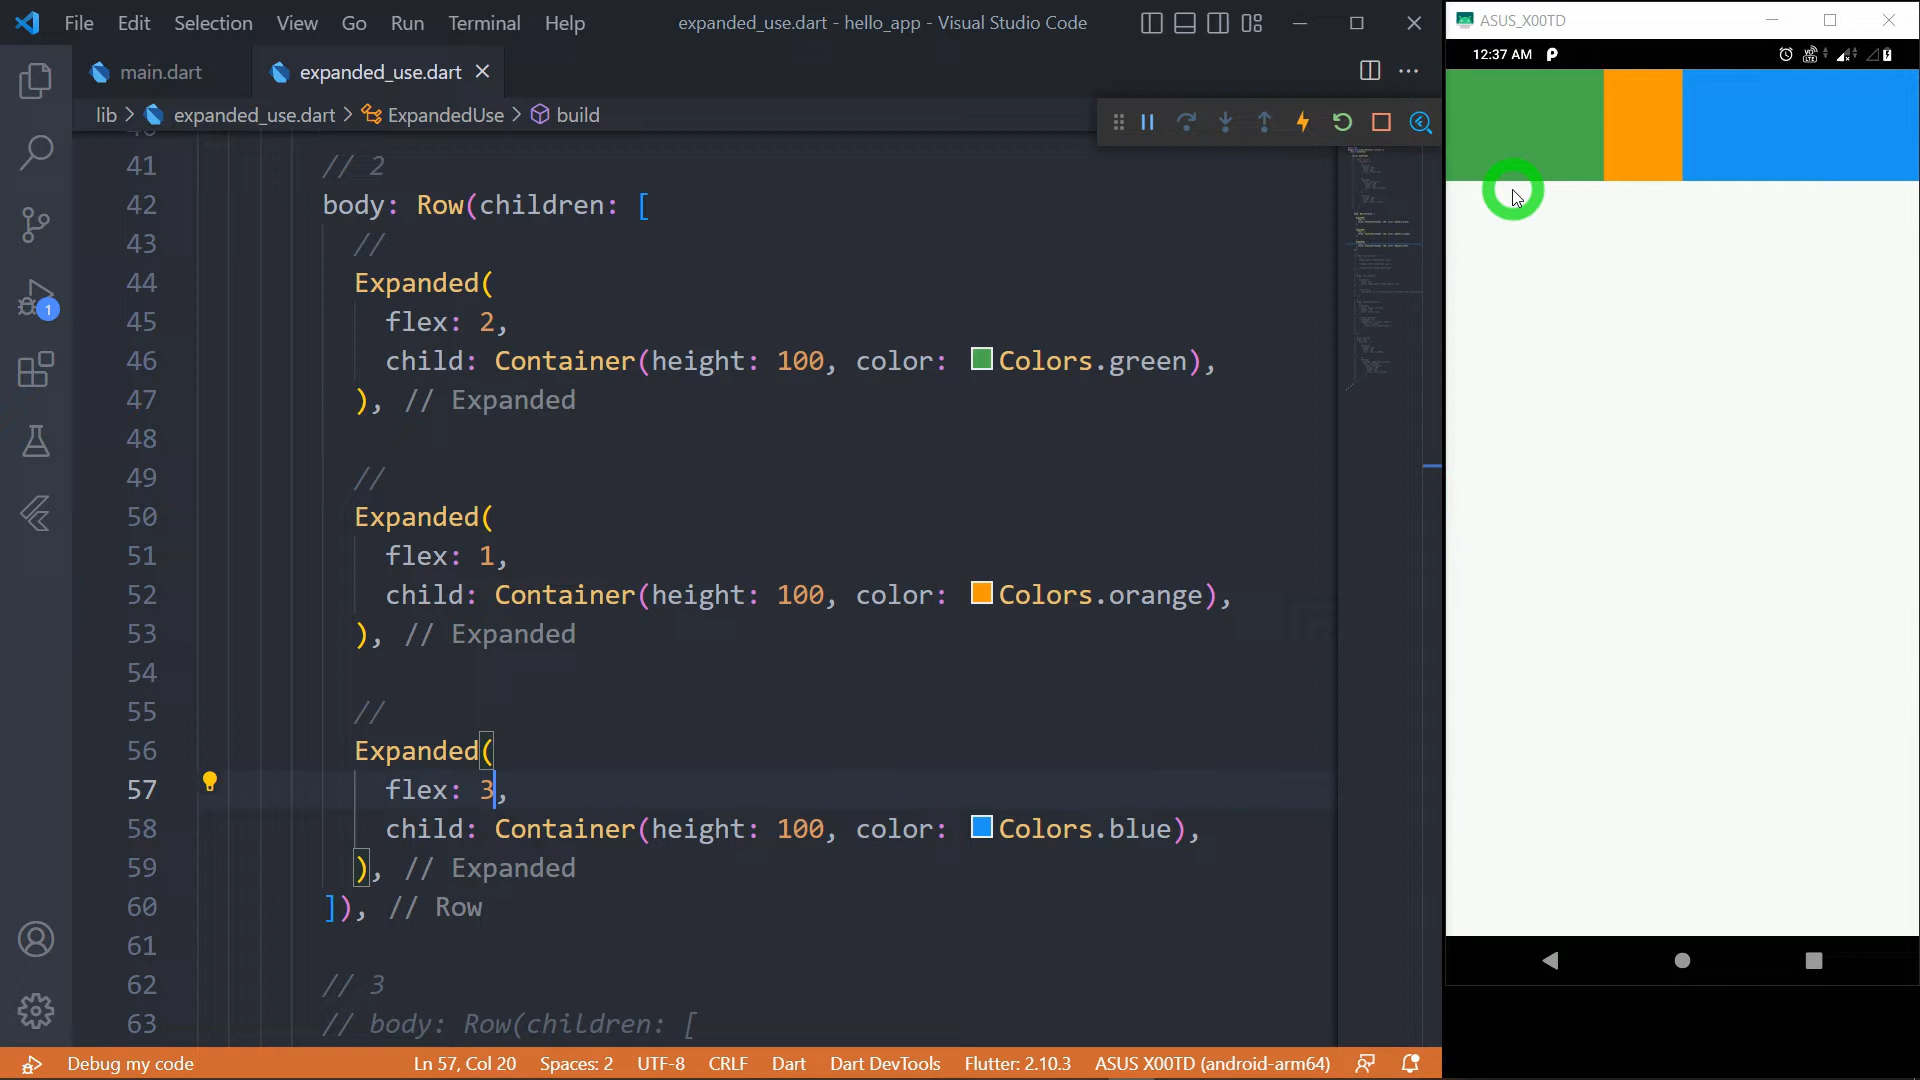 File Edit Selection View Go Run Terminal Help expanded_use.dart - hello_app - Visual Studio Code
ASUS_X00TD
main.dart expanded_use.dart
12:37 AM
lib > expanded_use.dart > ExpandedUse > build
41 // 2
42 body: Row(children: [
43 //
44 Expanded(
45 flex: 2,
46 child: Container(height: 100, color: Colors.green),
47 ), // Expanded
48
49 //
50 Expanded(
51 flex: 1,
52 child: Container(height: 100, color: Colors.orange),
53 ), // Expanded
54
55 //
56 Expanded(
57 flex: 3,
58 child: Container(height: 100, color: Colors.blue),
59 ), // Expanded
60 ]), // Row
61
62 // 3
63 // body: Row(children: [
1
Debug my code Ln 57, Col 20 Spaces: 2 UTF-8 CRLF Dart Dart DevTools Flutter: 2.10.3 ASUS X00TD (android-arm64)